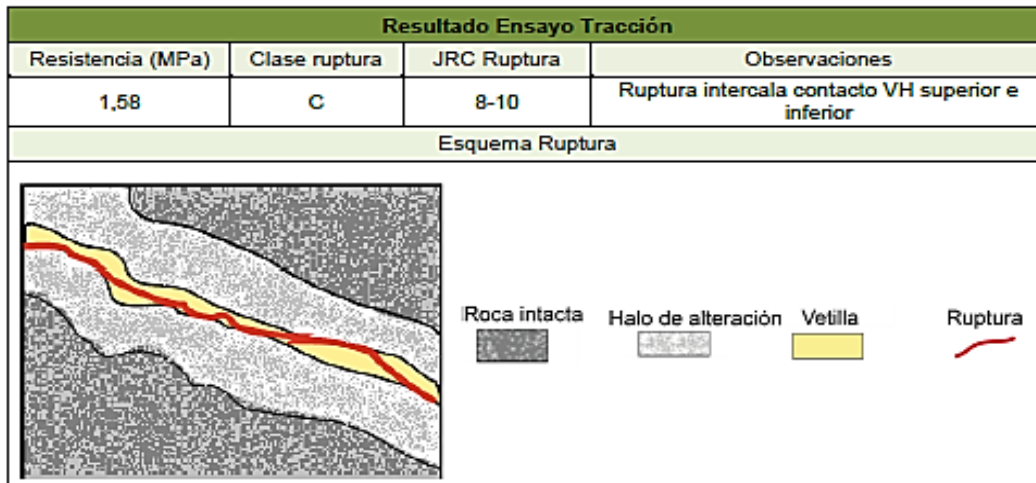 Resultado Ensayo Tracción
Resistencia (MPa) Clase ruptura JRC Ruptura Observaciones
1,58 C 8-10 Ruptura intercala contacto VH superior e
inferior
Esquema Ruptura
Roca intacta Halo de alteración Vetilla Ruptura